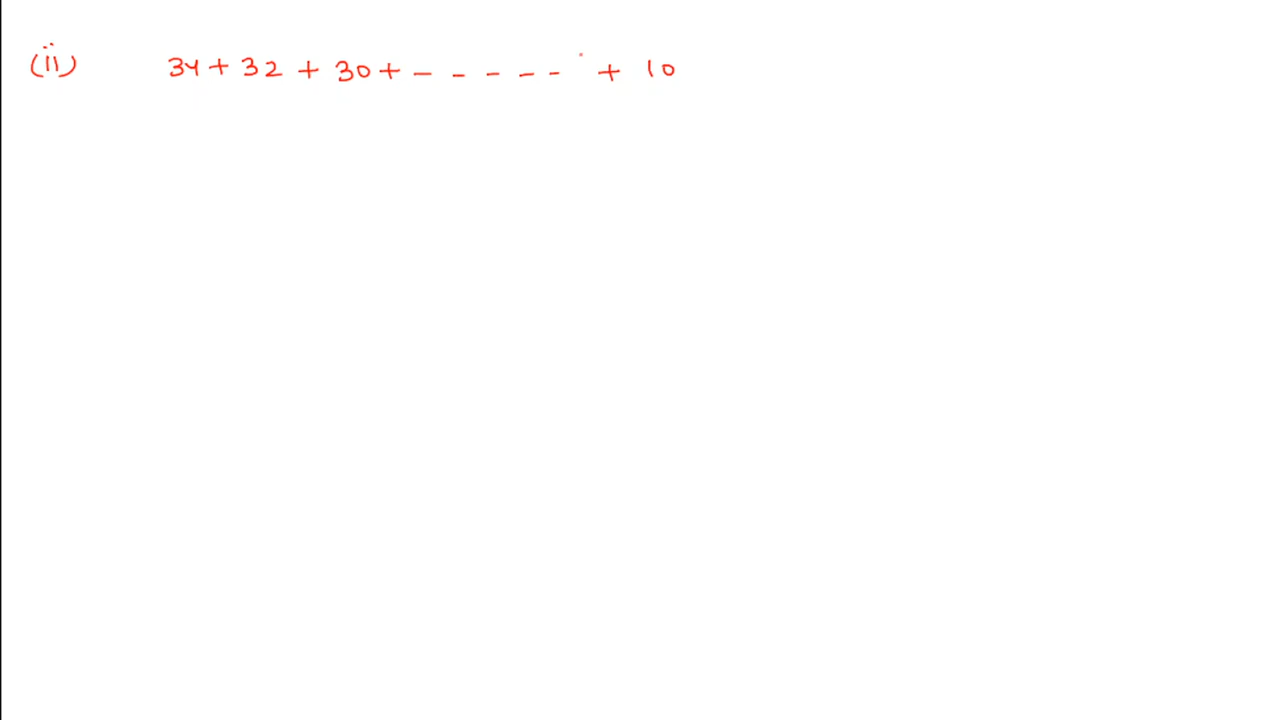 (ii) 34 + 32 + 30 + - - - - - - + 10